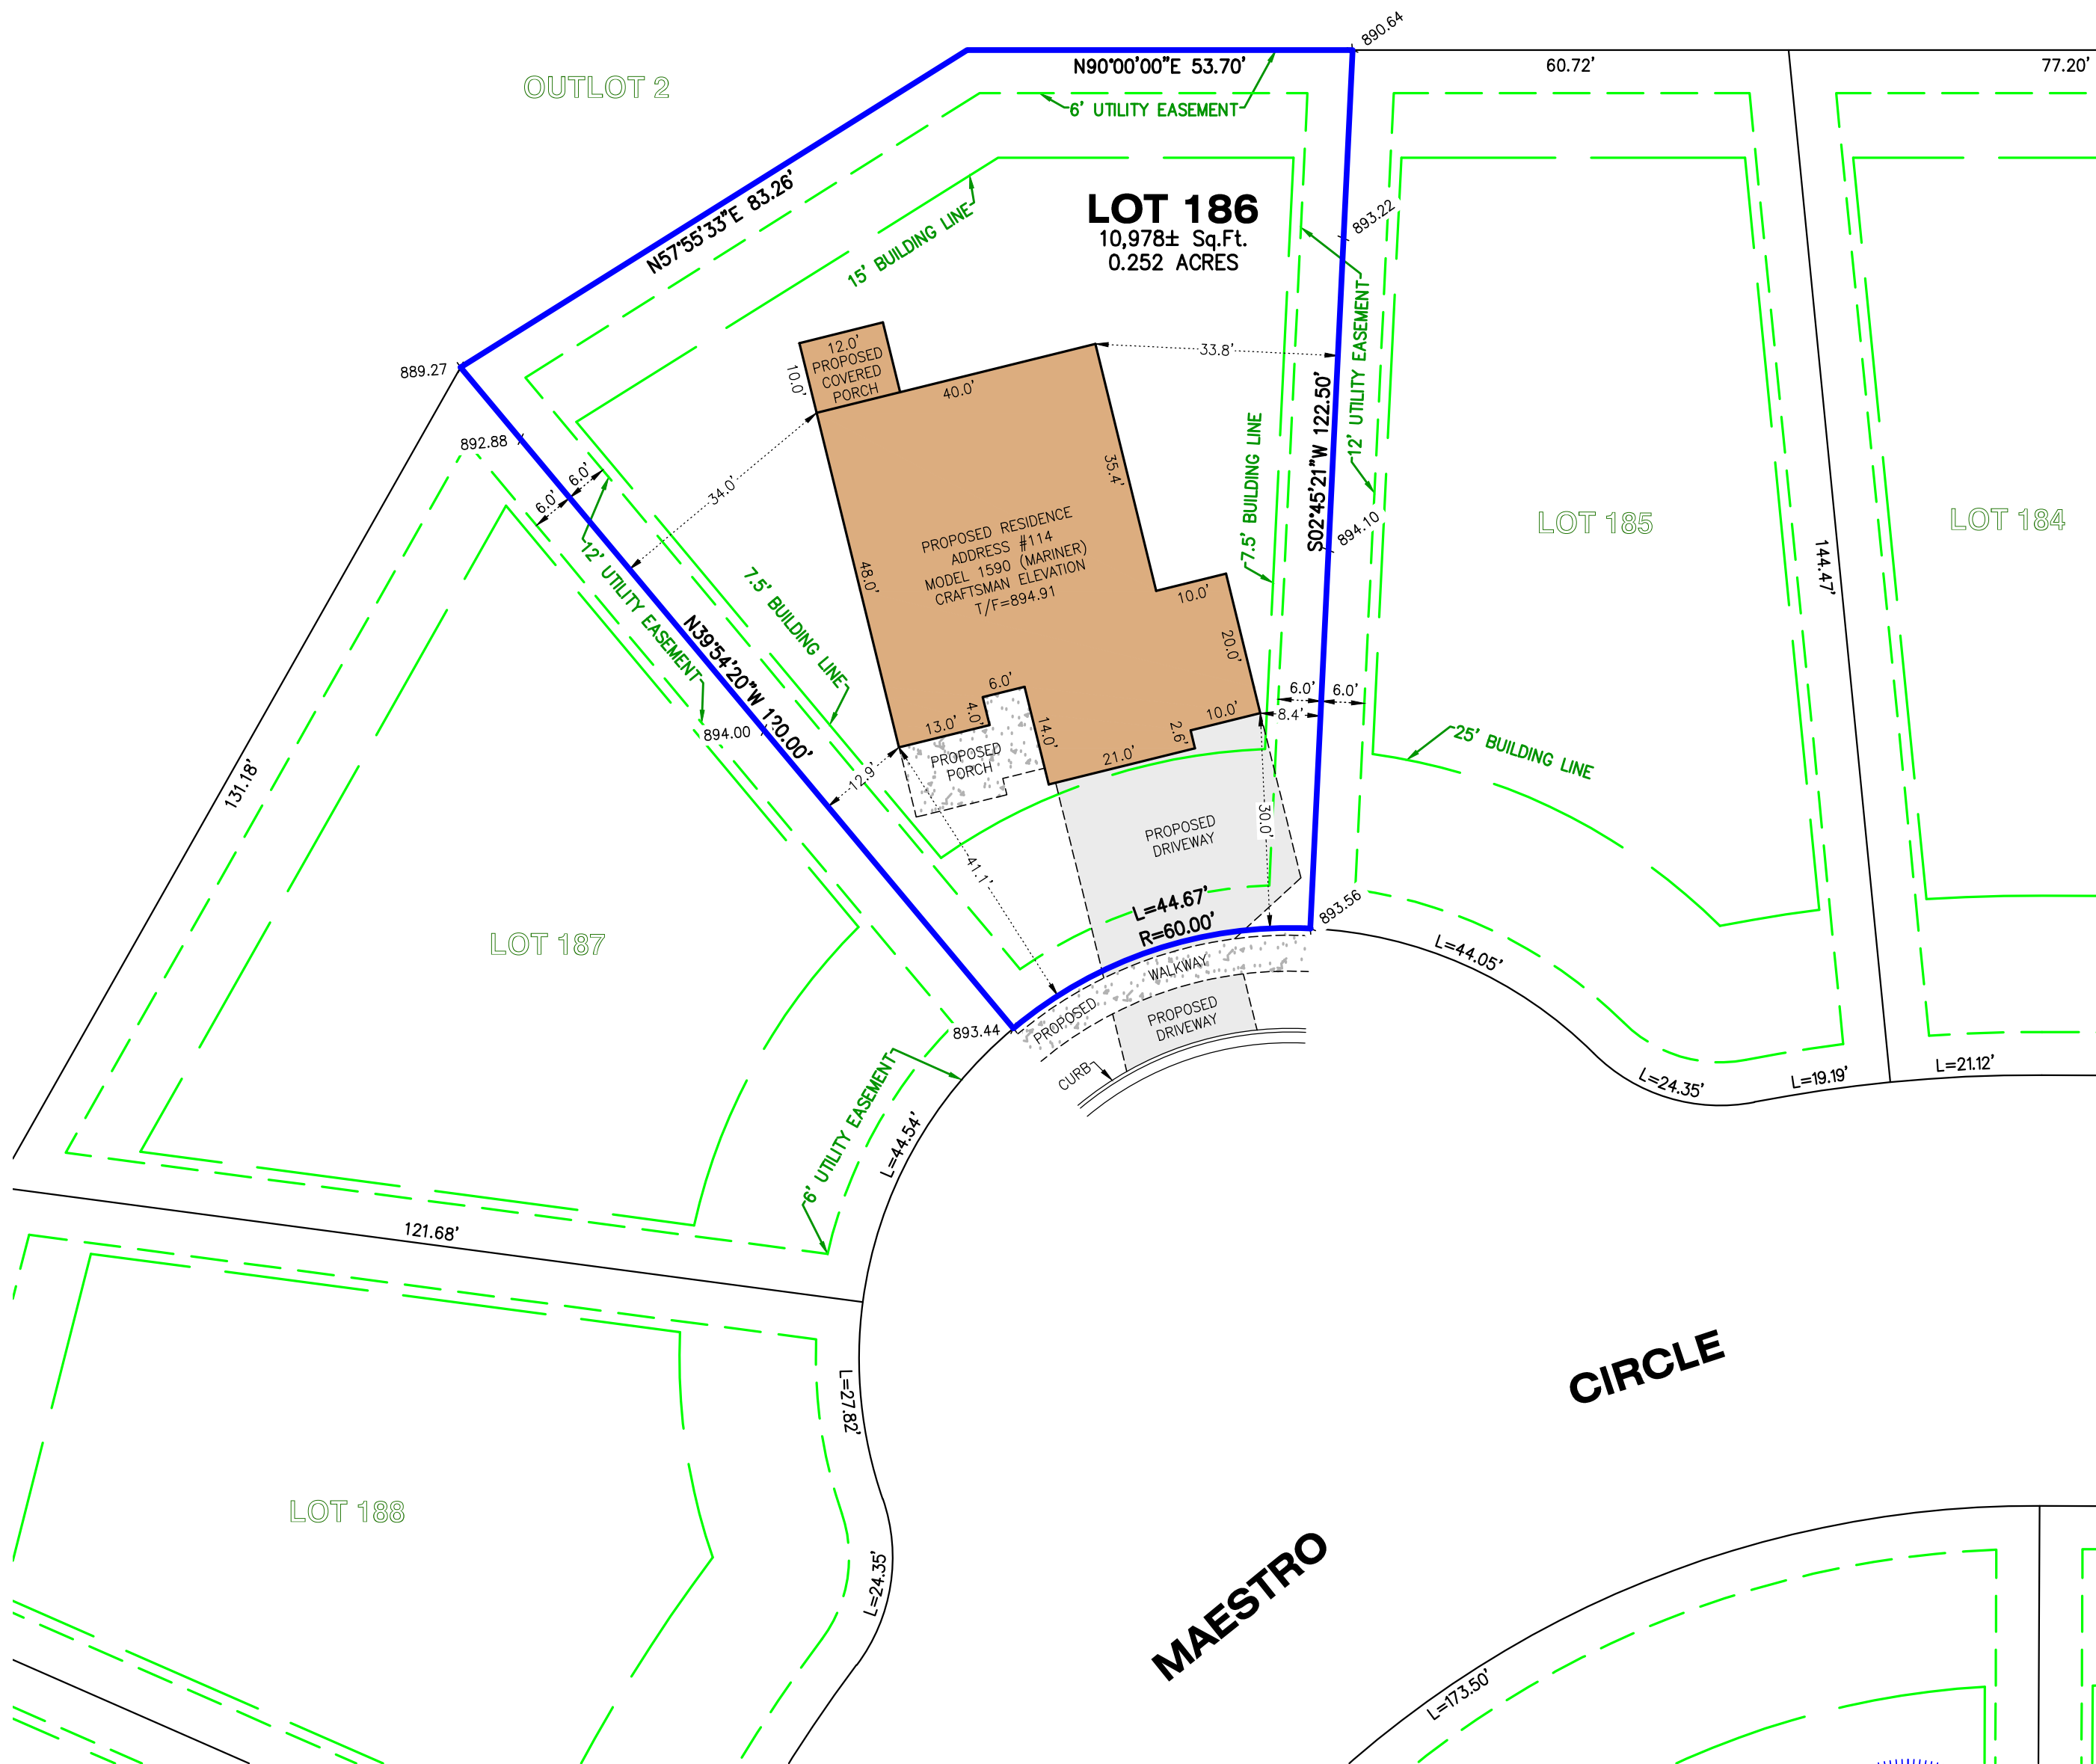 890.64
N90°00'00"E 53.70'
60.72'
77.20'
OUTLOT 2
6' UTILITY EASEMENT
N57°55'33"E 83.26'
LOT 186
10,978± Sq.Ft.
0.252 ACRES
893.22
15' BUILDING LINE
12' UTILITY EASEMENT
889.27
12.0'
PROPOSED
COVERED
PORCH
10.0'
40.0'
33.8'
892.88
6.0'
6.0'
34.0'
35.4'
7.5' BUILDING LINE
S02°45'21"W 122.50'
894.10
LOT 185
LOT 184
144.47'
PROPOSED RESIDENCE
ADDRESS #114
MODEL 1590 (MARINER)
CRAFTSMAN ELEVATION
T/F=894.91
48.0'
10.0'
20.0'
12' UTILITY EASEMENT
7.5' BUILDING LINE
N39°54'20"W 120.00'
894.00
6.0'
13.0'
4.0'
14.0'
21.0'
2.6'
10.0'
6.0'
6.0'
8.4'
25' BUILDING LINE
PROPOSED
PORCH
12.9'
131.18'
41.1'
30.0'
PROPOSED
DRIVEWAY
L=44.67'
R=60.00'
893.56
LOT 187
L=44.05'
PROPOSED WALKWAY
PROPOSED
DRIVEWAY
893.44
CURB
L=24.35'
L=19.19'
L=21.12'
6' UTILITY EASEMENT
L=44.54'
121.68'
L=27.82'
CIRCLE
LOT 188
MAESTRO
L=24.35'
L=173.50'